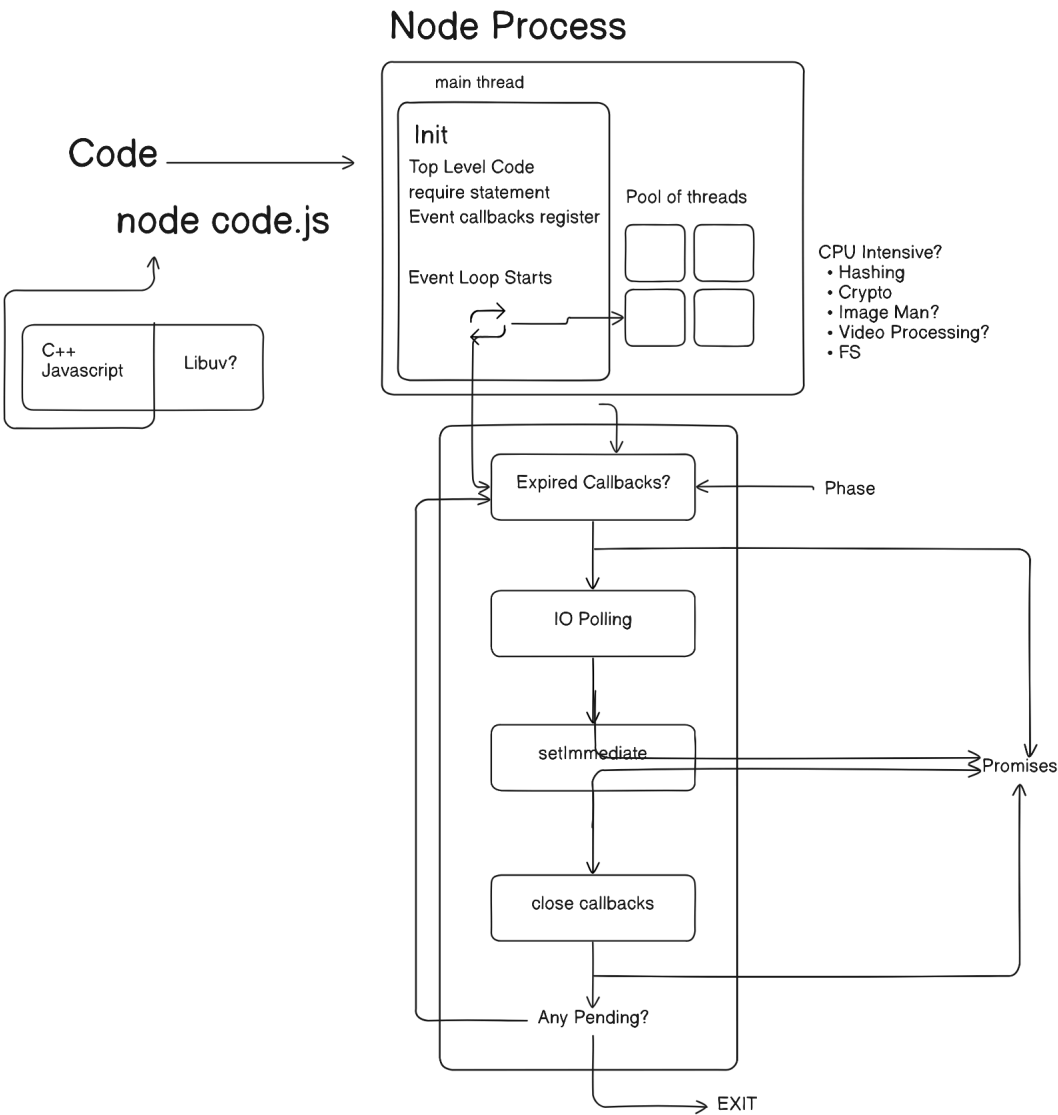 Node Process
main thread
Init
Top Level Code
require statement
Event callbacks register
Event Loop Starts
Code
node code.js
C++
Javascript
Libuv?
Pool of threads
CPU Intensive?
• Hashing
• Crypto
• Image Man?
• Video Processing?
• FS
Expired Callbacks?
Phase
IO Polling
setImmediate
Promises
close callbacks
Any Pending?
EXIT